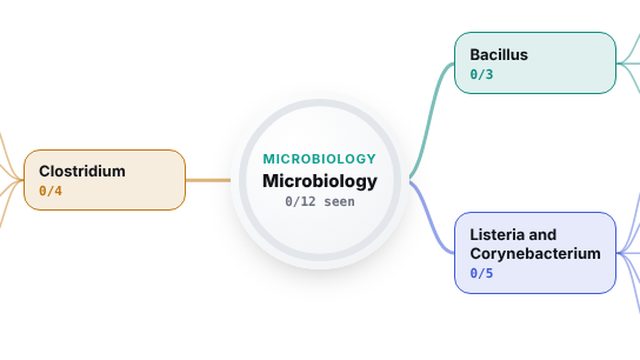 Bacillus
0/3
MICROBIOLOGY
Microbiology
0/12 seen
Clostridium
0/4
Listeria and
Corynebacterium
0/5